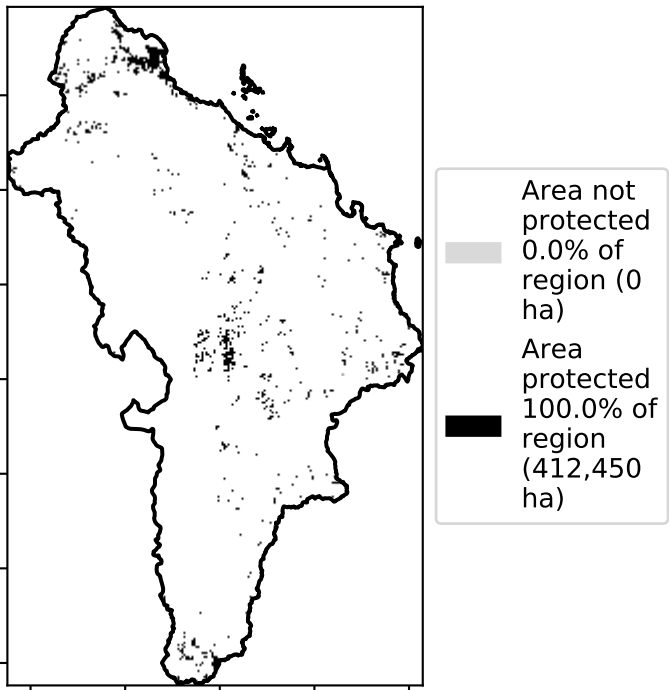 Area not
protected
0.0% of
region (0
ha)
Area
protected
100.0% of
region
(412,450
ha)